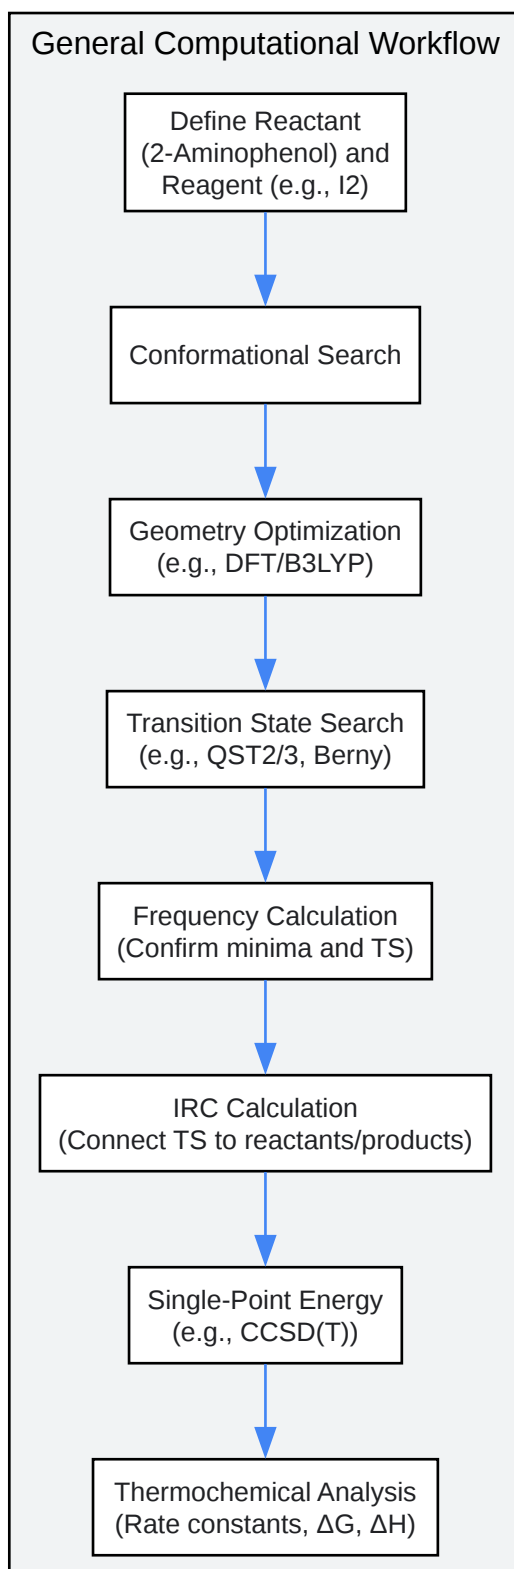 General Computational Workflow
Define Reactant
(2-Aminophenol) and
Reagent (e.g., I2)
Conformational Search
Geometry Optimization
(e.g., DFT/B3LYP)
Transition State Search
(e.g., QST2/3, Berny)
Frequency Calculation
(Confirm minima and TS)
IRC Calculation
(Connect TS to reactants/products)
Single-Point Energy
(e.g., CCSD(T))
Thermochemical Analysis
(Rate constants, ΔG, ΔH)